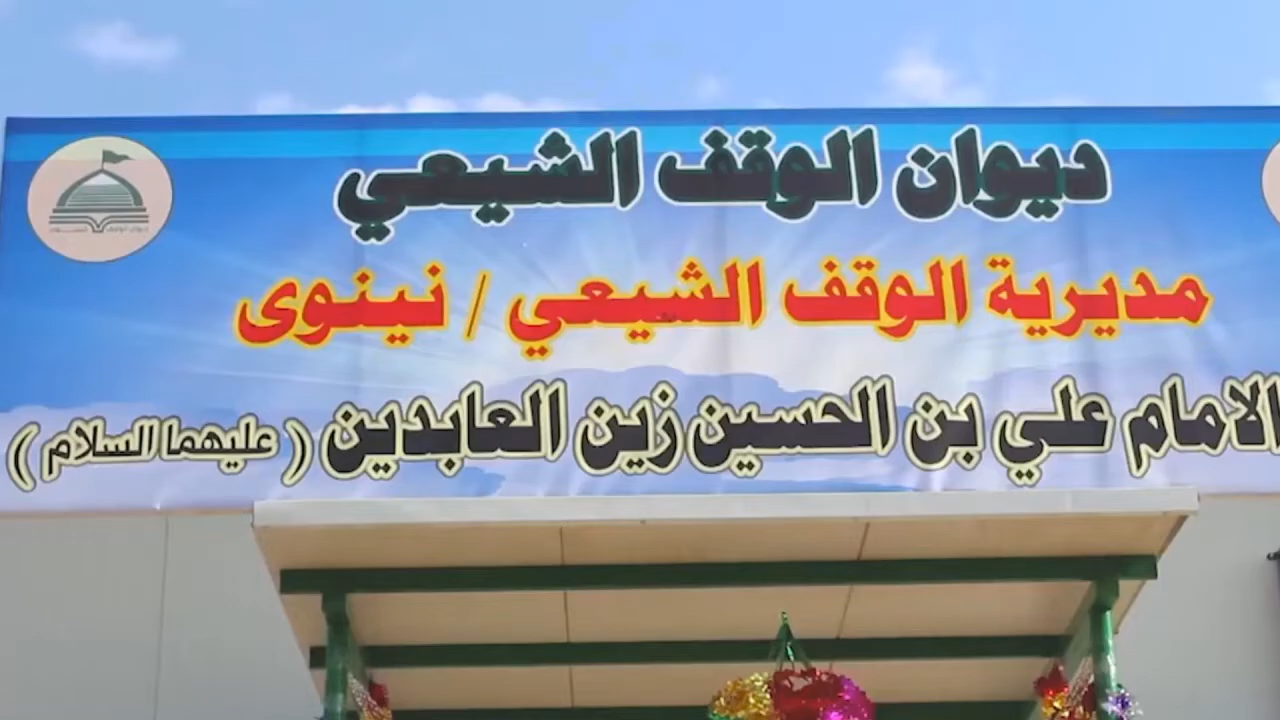 ديوان الوقف الشيعي
مديرية الوقف الشيعي / نينوى
الامام علي بن الحسين زين العابدين ( عليهما السلام )